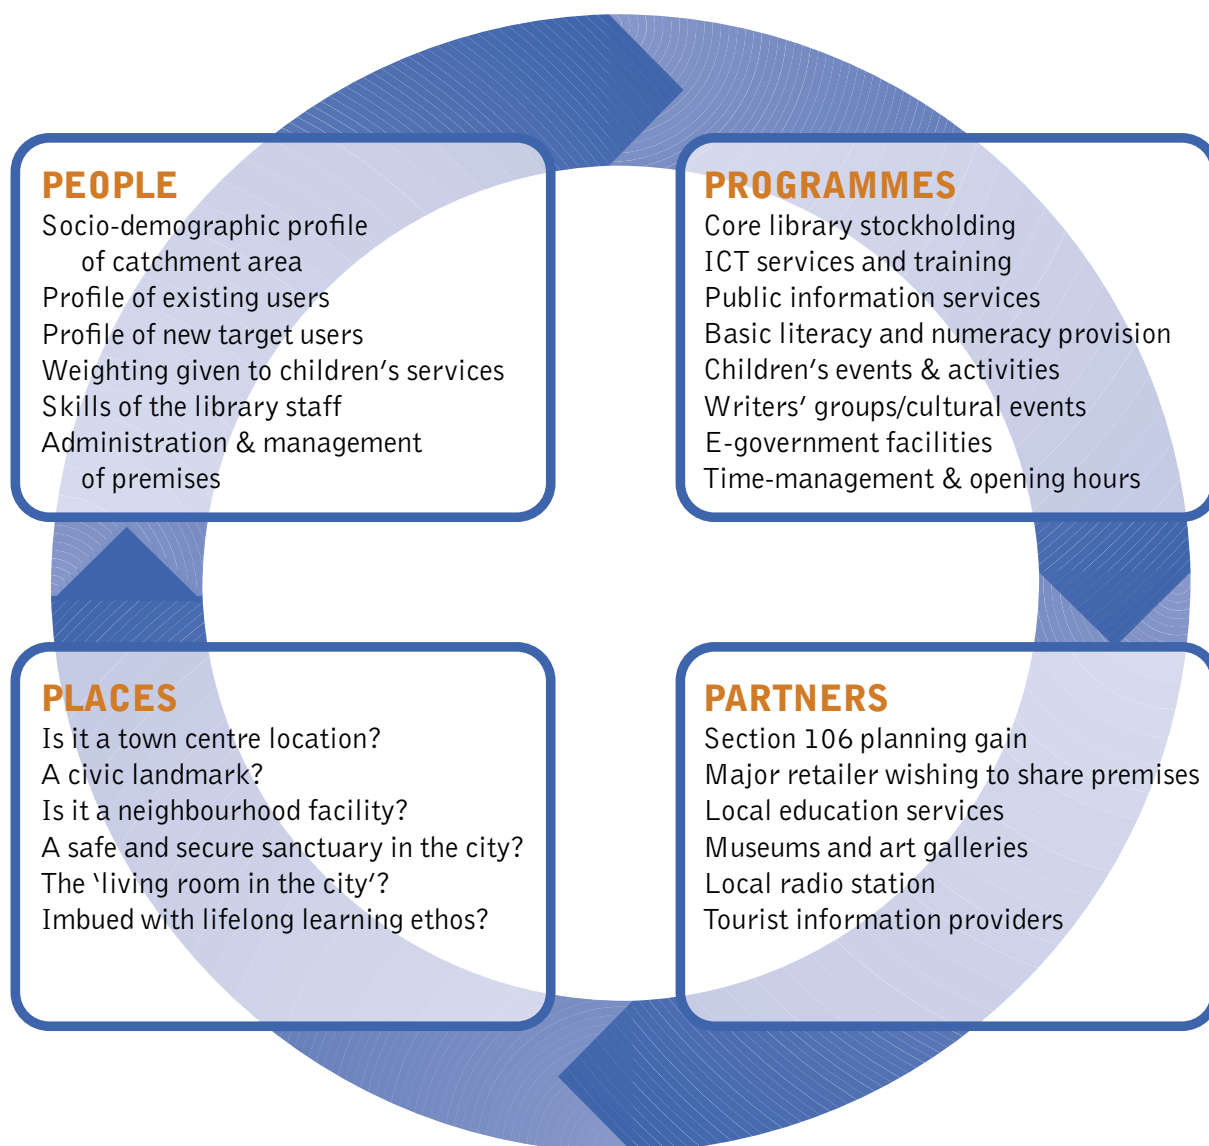 PEOPLE
Socio-demographic profile
of catchment area
Profile of existing users
Profile of new target users
Weighting given to children’s services
Skills of the library staff
Administration & management
of premises
PROGRAMMES
Core library stockholding
ICT services and training
Public information services
Basic literacy and numeracy provision
Children’s events & activities
Writers’ groups/cultural events
E-government facilities
Time-management & opening hours
PLACES
Is it a town centre location?
A civic landmark?
Is it a neighbourhood facility?
A safe and secure sanctuary in the city?
The ‘living room in the city’?
Imbued with lifelong learning ethos?
PARTNERS
Section 106 planning gain
Major retailer wishing to share premises
Local education services
Museums and art galleries
Local radio station
Tourist information providers